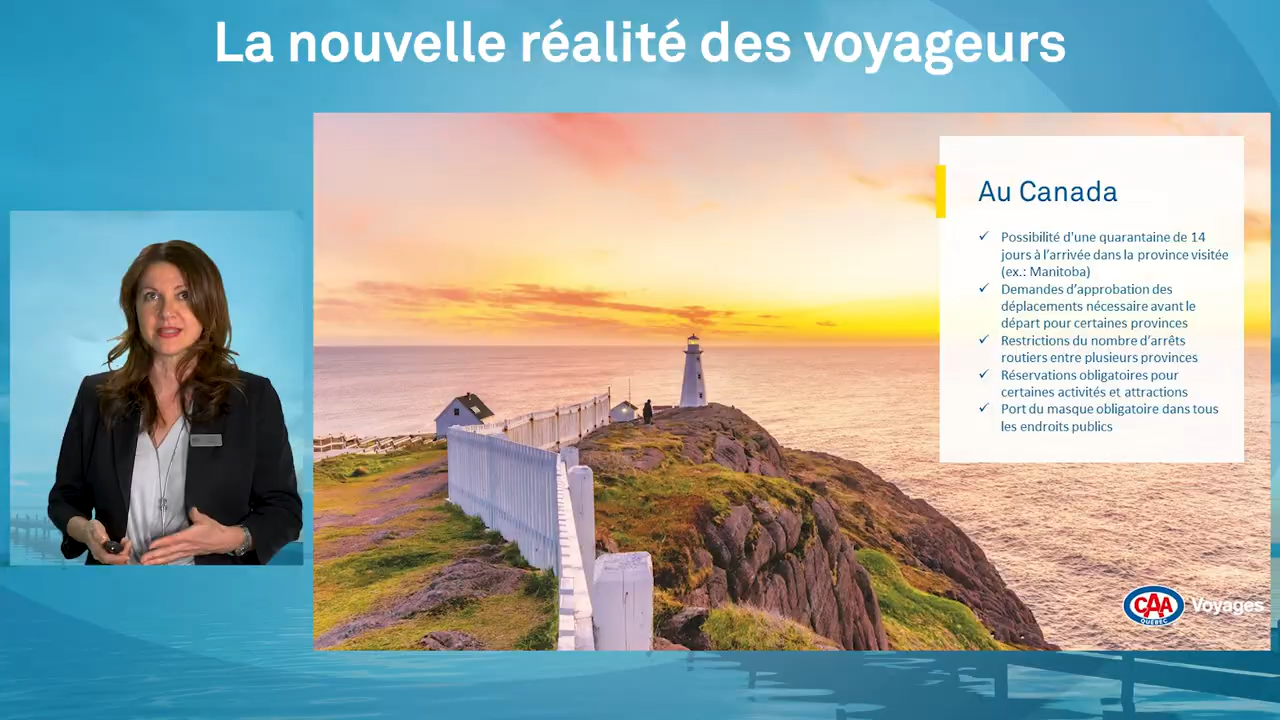 La nouvelle réalité des voyageurs
Au Canada
✓ Possibilité d'une quarantaine de 14
jours à l'arrivée dans la province visitée
(ex.: Manitoba)
✓ Demandes d'approbation des
déplacements nécessaire avant le
départ pour certaines provinces
✓ Restrictions du nombre d'arrêts
routiers entre plusieurs provinces
✓ Réservations obligatoires pour
certaines activités et attractions
✓ Port du masque obligatoire dans tous
les endroits publics
CAA Voyages
QUÉBEC